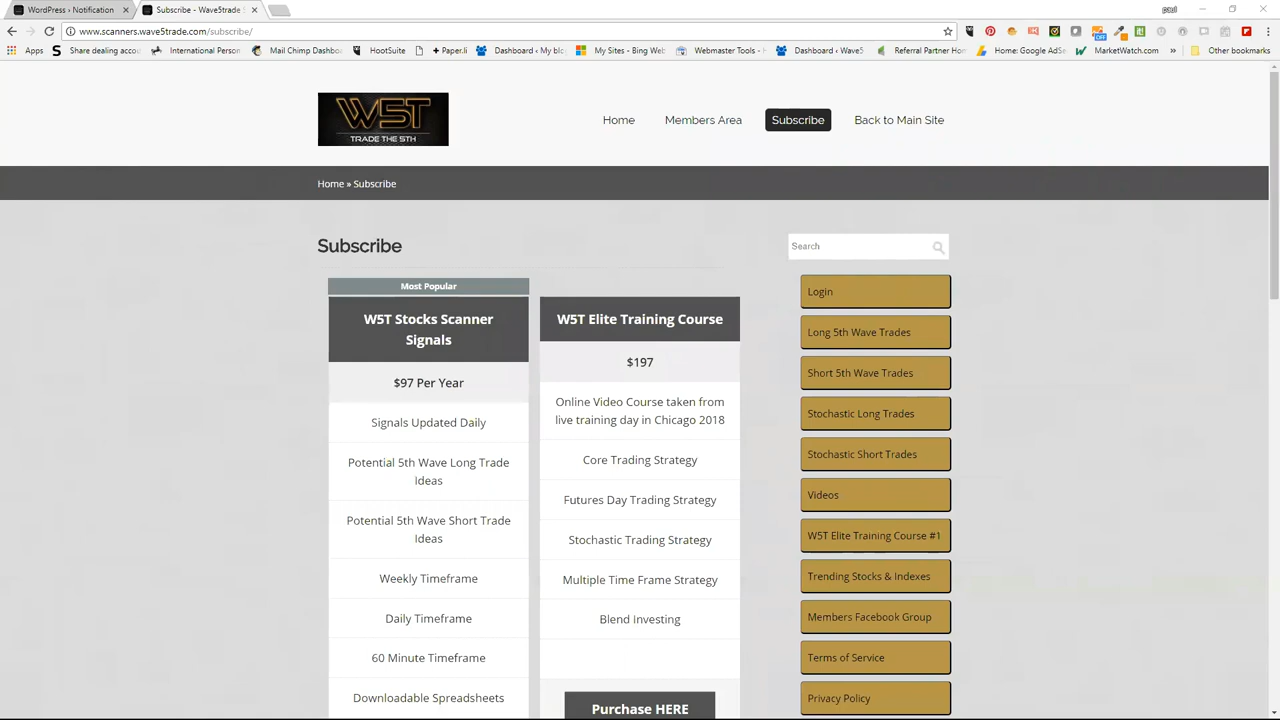 WordPress › Notification
Subscribe - Wave5trade
paul
www.scanners.wave5trade.com/subscribe/
Apps
Share dealing acco
International Person
Mail Chimp Dashbo
HootSuite
Paper.li
Dashboard ‹ My blo
My Sites - Bing Web
Webmaster Tools -
Dashboard ‹ Wave5
Referral Partner Hom
Home: Google AdSe
MarketWatch.com
»
Other bookmarks
OFF
W5T
TRADE THE 5TH
Home
Members Area
Subscribe
Back to Main Site
Home » Subscribe
Subscribe
Search
Most Popular
W5T Stocks Scanner
Signals
$97 Per Year
Signals Updated Daily
Potential 5th Wave Long Trade
Ideas
Potential 5th Wave Short Trade
Ideas
Weekly Timeframe
Daily Timeframe
60 Minute Timeframe
Downloadable Spreadsheets
W5T Elite Training Course
$197
Online Video Course taken from
live training day in Chicago 2018
Core Trading Strategy
Futures Day Trading Strategy
Stochastic Trading Strategy
Multiple Time Frame Strategy
Blend Investing
Purchase HERE
Login
Long 5th Wave Trades
Short 5th Wave Trades
Stochastic Long Trades
Stochastic Short Trades
Videos
W5T Elite Training Course #1
Trending Stocks & Indexes
Members Facebook Group
Terms of Service
Privacy Policy